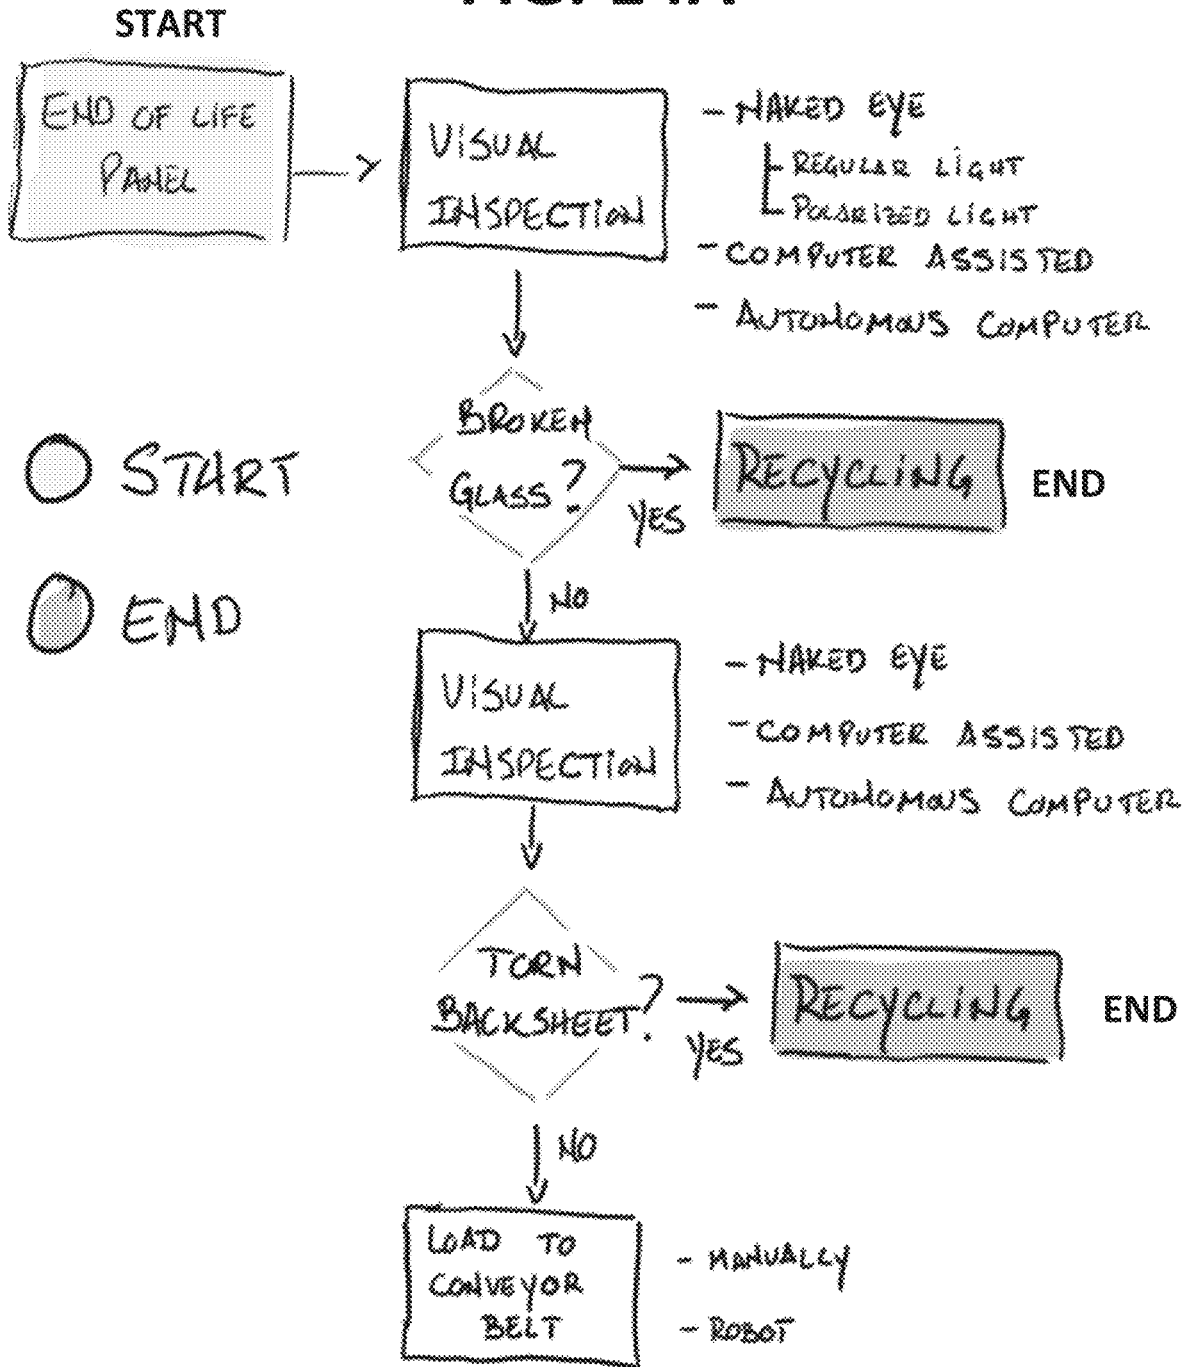 START
END OF LIFE
PANEL
VISUAL
INSPECTION
- NAKED EYE
- REGULAR LIGHT
- POLARIZED LIGHT
- COMPUTER ASSISTED
- AUTONOMOUS COMPUTER
BROKEN
GLASS?
YES
RECYCLING
END
START
END
NO
VISUAL
INSPECTION
- NAKED EYE
- COMPUTER ASSISTED
- AUTONOMOUS COMPUTER
TORN
BACKSHEET?
YES
RECYCLING
END
NO
LOAD TO
CONVEYOR
BELT
- MANUALLY
- ROBOT